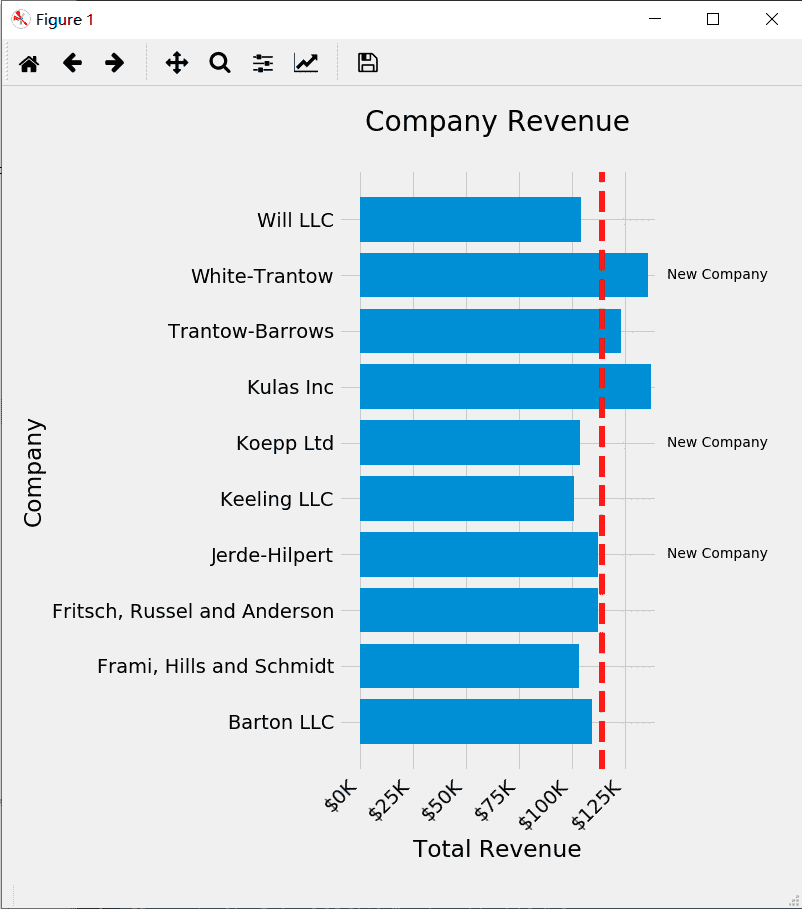 Figure 1
Company Revenue
Will LLC
White-Trantow
New Company
Trantow-Barrows
Kulas Inc
Koepp Ltd
New Company
Keeling LLC
Jerde-Hilpert
New Company
Fritsch, Russel and Anderson
Frami, Hills and Schmidt
Barton LLC
Company
$0K
$25K
$50K
$75K
$100K
$125K
Total Revenue